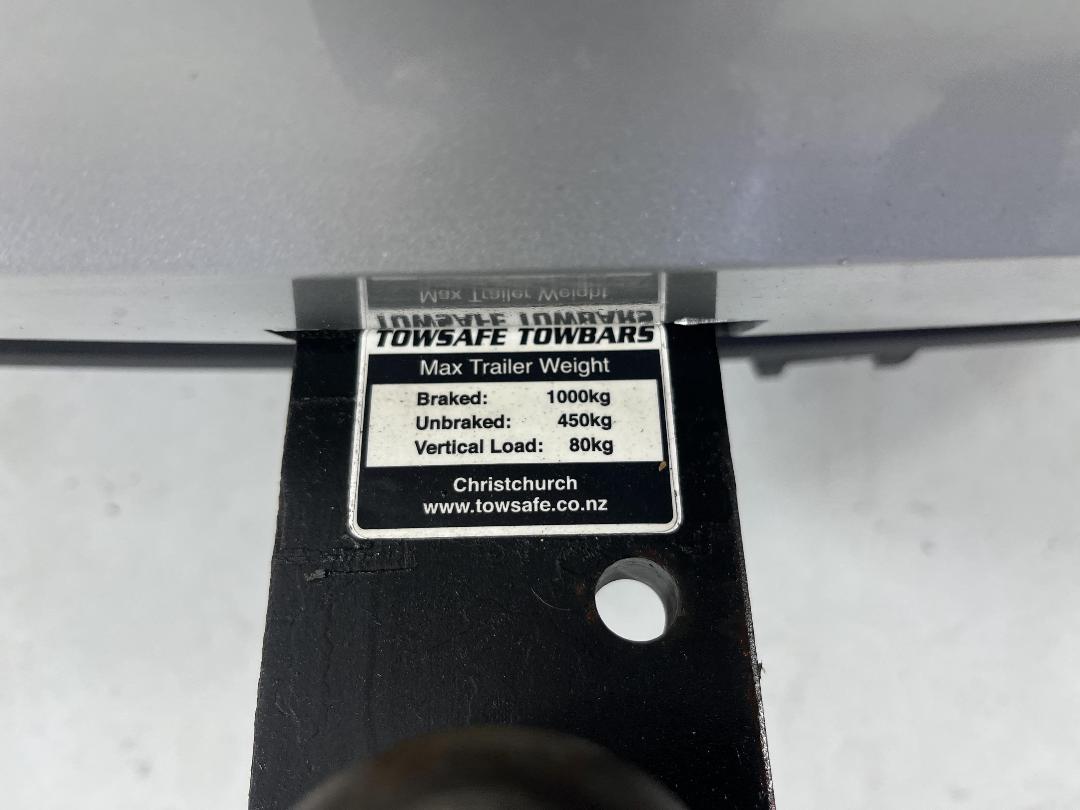 TOWSAFE TOWBARS
Max Trailer Weight
Braked: 1000kg
Unbraked: 450kg
Vertical Load: 80kg
Christchurch
www.towsafe.co.nz